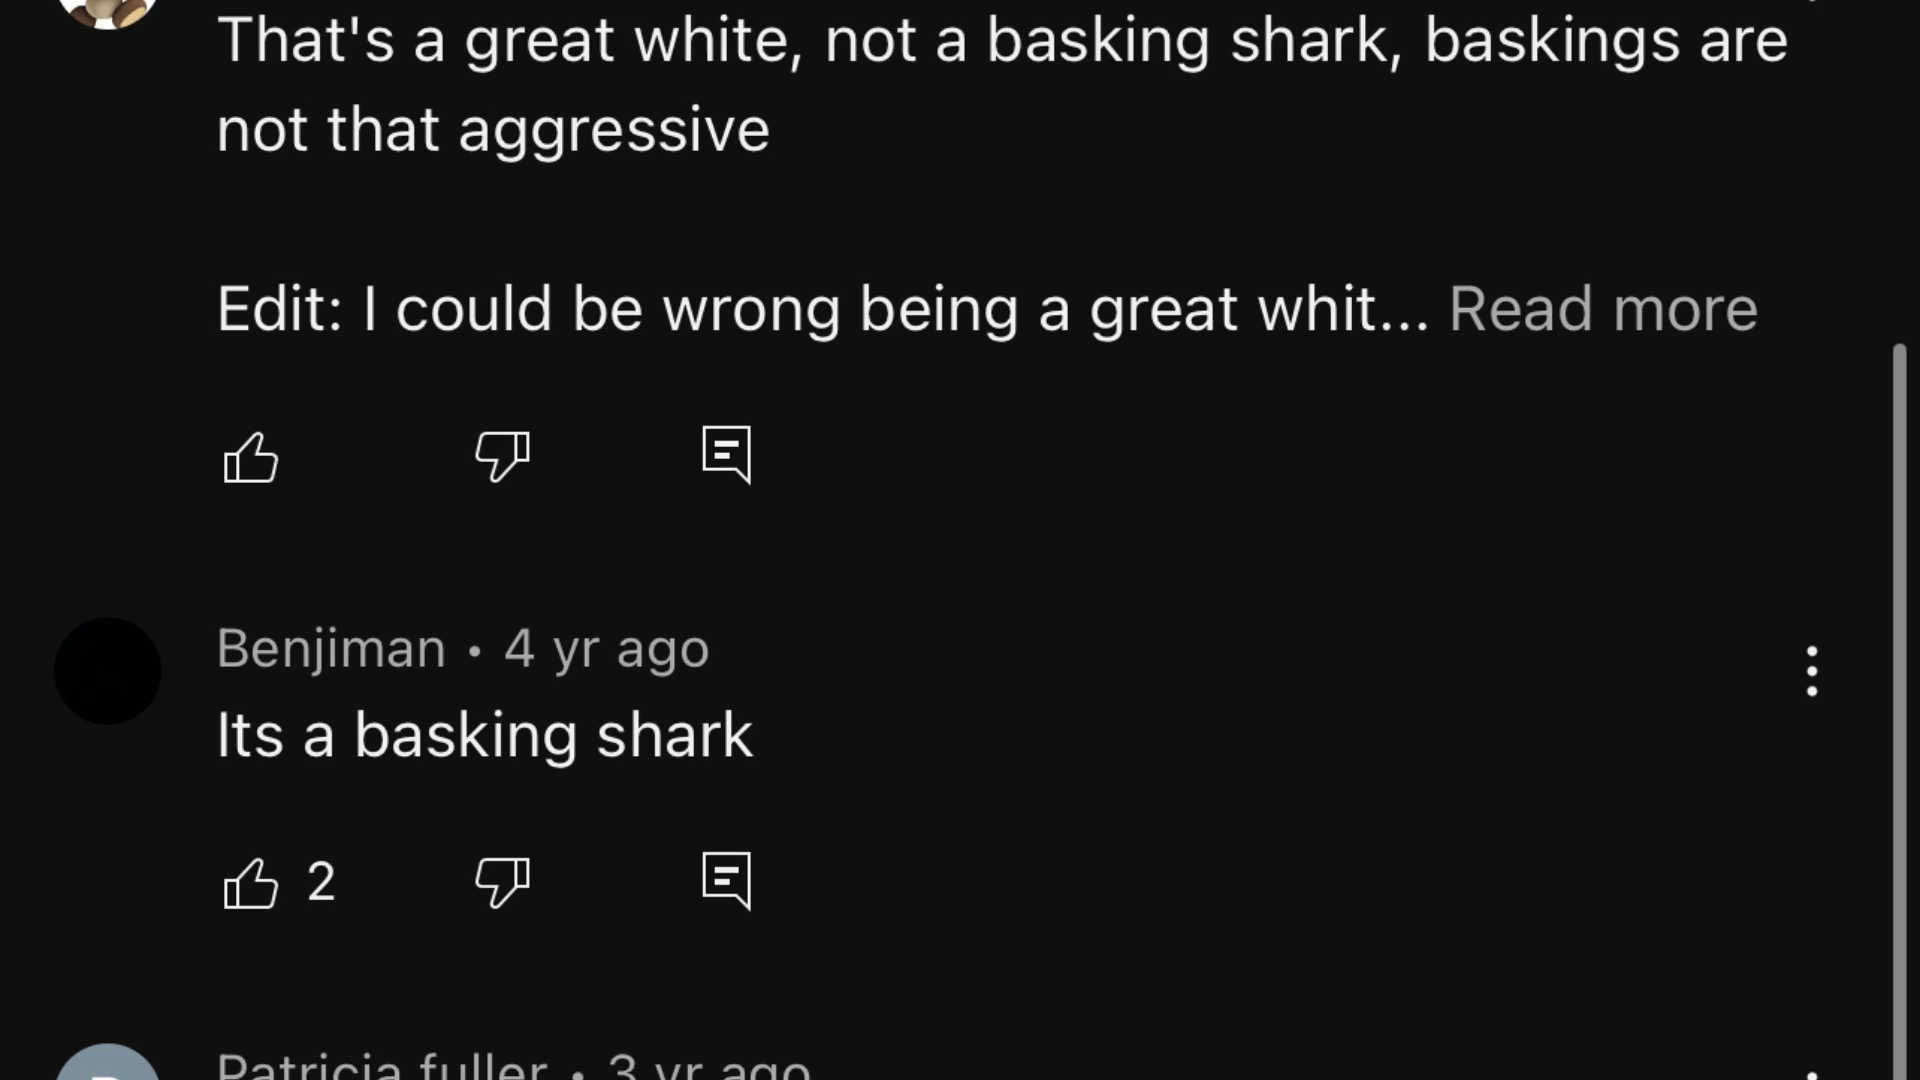 That's a great white, not a basking shark, baskings are
not that aggressive
Edit: I could be wrong being a great whit... Read more
Benjiman • 4 yr ago
Its a basking shark
2
Patricia fuller • 3 yr ago